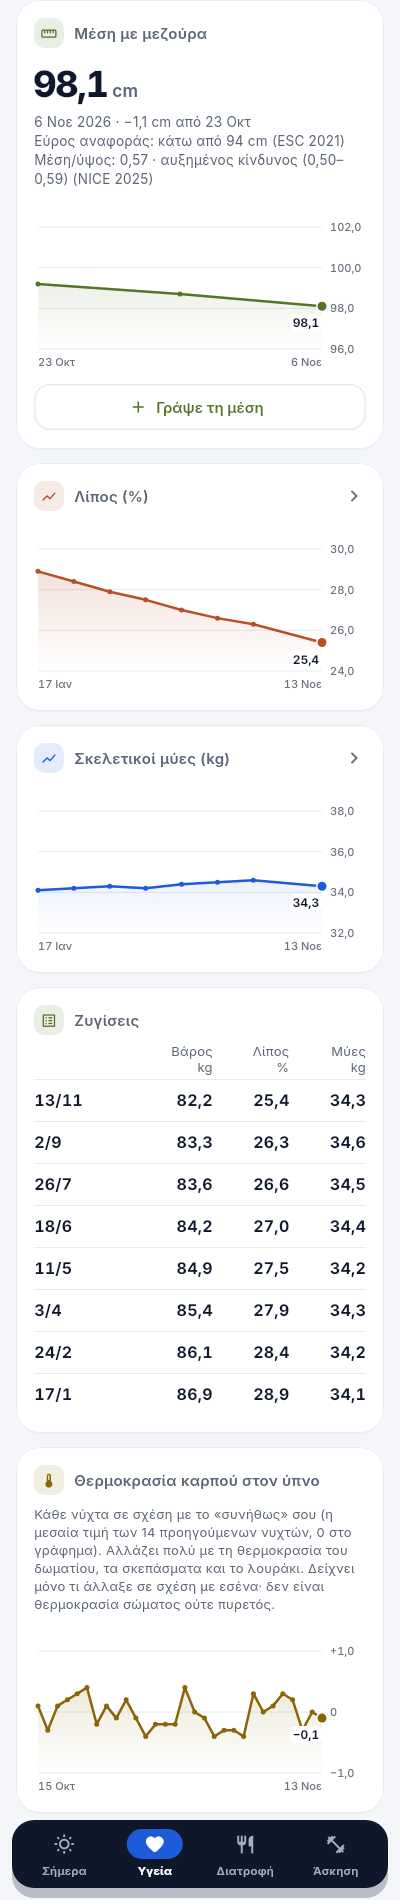 Μέση με μεζούρα
98,1 cm
6 Νοε 2026 · −1,1 cm από 23 Οκτ
Εύρος αναφοράς: κάτω από 94 cm (ESC 2021)
Μέση/ύψος: 0,57 · αυξημένος κίνδυνος (0,50–
0,59) (NICE 2025)
102,0
100,0
98,0
98,1
96,0
23 Οκτ 6 Νοε
Γράψε τη μέση
Λίπος (%)
30,0
28,0
26,0
25,4
24,0
17 Ιαν 13 Νοε
Σκελετικοί μύες (kg)
38,0
36,0
34,0
34,3
32,0
17 Ιαν 13 Νοε
Ζυγίσεις
Βάρος Λίπος Μύες
kg % kg
13/11 82,2 25,4 34,3
2/9 83,3 26,3 34,6
26/7 83,6 26,6 34,5
18/6 84,2 27,0 34,4
11/5 84,9 27,5 34,2
3/4 85,4 27,9 34,3
24/2 86,1 28,4 34,2
17/1 86,9 28,9 34,1
Θερμοκρασία καρπού στον ύπνο
Κάθε νύχτα σε σχέση με το «συνήθως» σου (η
μεσαία τιμή των 14 προηγούμενων νυχτών, 0 στο
γράφημα). Αλλάζει πολύ με τη θερμοκρασία του
δωματίου, τα σκεπάσματα και το λουράκι. Δείχνει
μόνο τι άλλαξε σε σχέση με εσένα· δεν είναι
θερμοκρασία σώματος ούτε πυρετός.
+1,0
0
−0,1
−1,0
15 Οκτ 13 Νοε
Σήμερα Υγεία Διατροφή Άσκηση